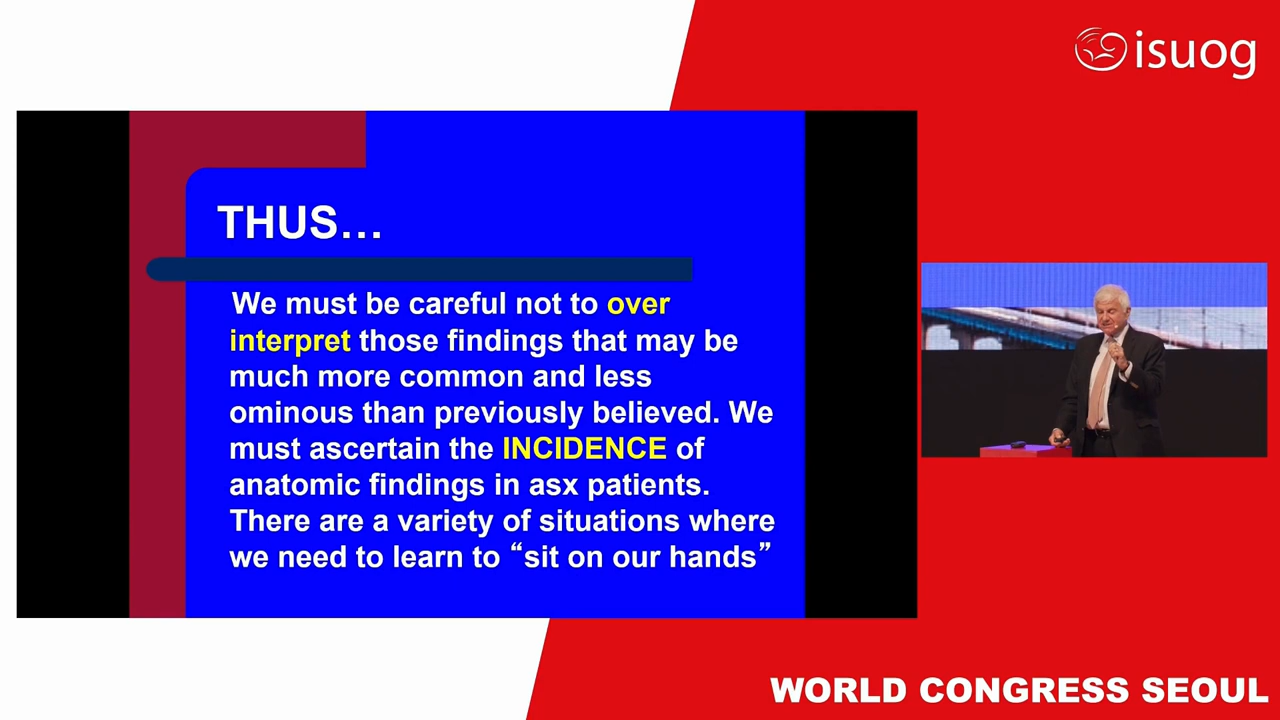 isuog
THUS...
We must be careful not to over
interpret those findings that may be
much more common and less
ominous than previously believed. We
must ascertain the INCIDENCE of
anatomic findings in asx patients.
There are a variety of situations where
we need to learn to “sit on our hands”
WORLD CONGRESS SEOUL